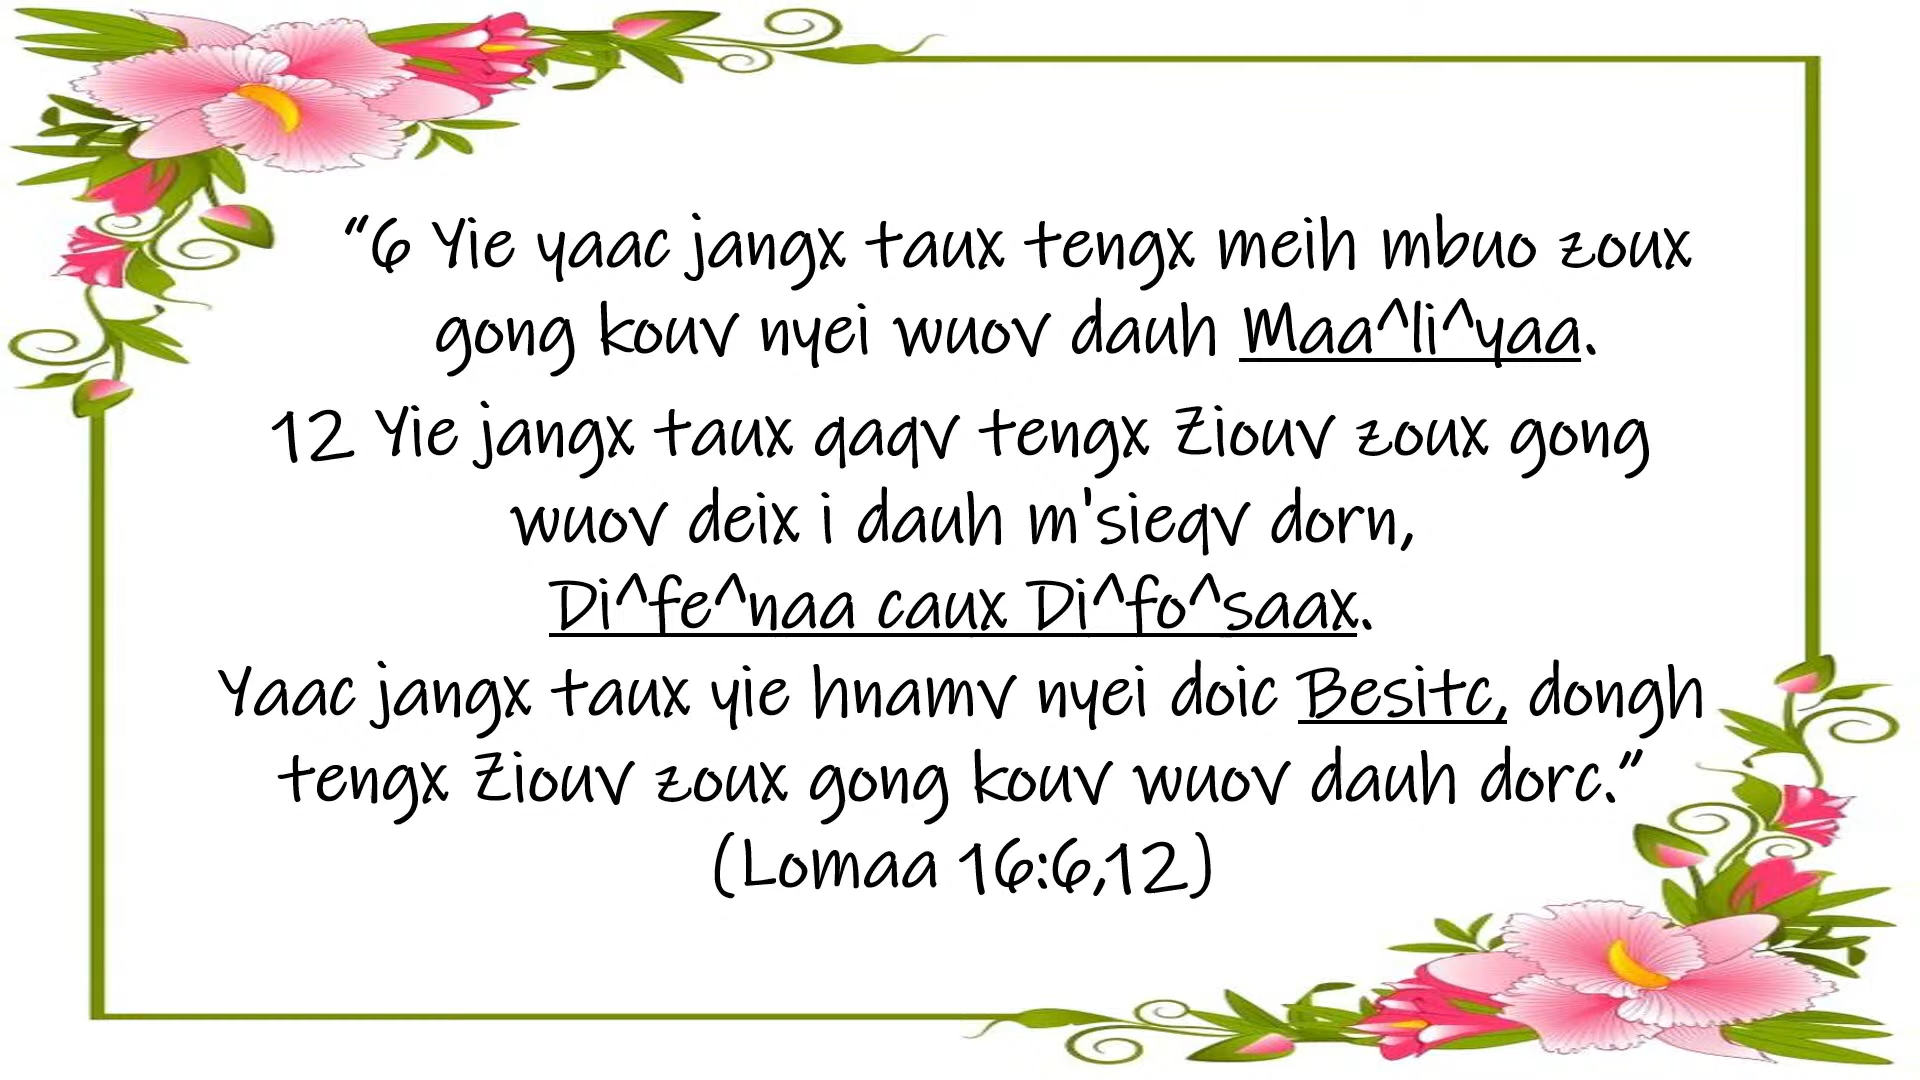 “6 Yie yaac jangx taux tengx meih mbuo zoux
gong kouv nyei wuov dauh Maa^li^yaa.
12 Yie jangx taux qaqv tengx Ziouv zoux gong
wuov deix i dauh m'sieqv dorn,
Di^fe^naa caux Di^fo^saax.
Yaac jangx taux yie hnamv nyei doic Besitc, dongh
tengx Ziouv zoux gong kouv wuov dauh dorc.”
(Lomaa 16:6,12)